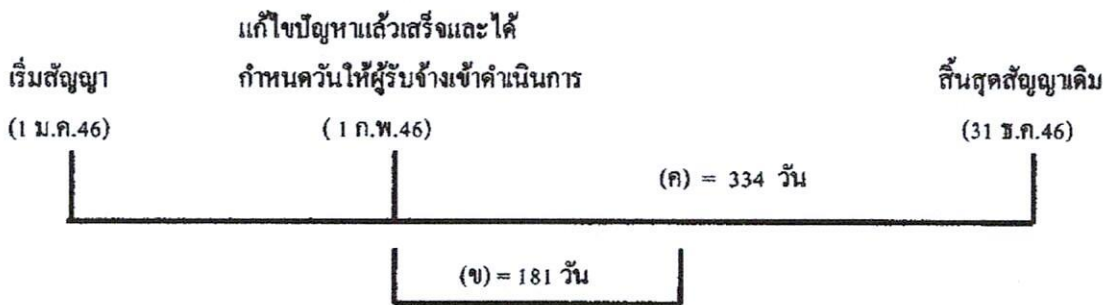 แก้ไขปัญหาแล้วเสร็จและได้
เริ่มสัญญา กำหนดวันให้ผู้รับจ้างเข้าดำเนินการ สิ้นสุดสัญญาเดิม
(1 ม.ค.46) ( 1 ก.พ.46) (31 ธ.ค.46)
(ค) = 334 วัน
(ข) = 181 วัน